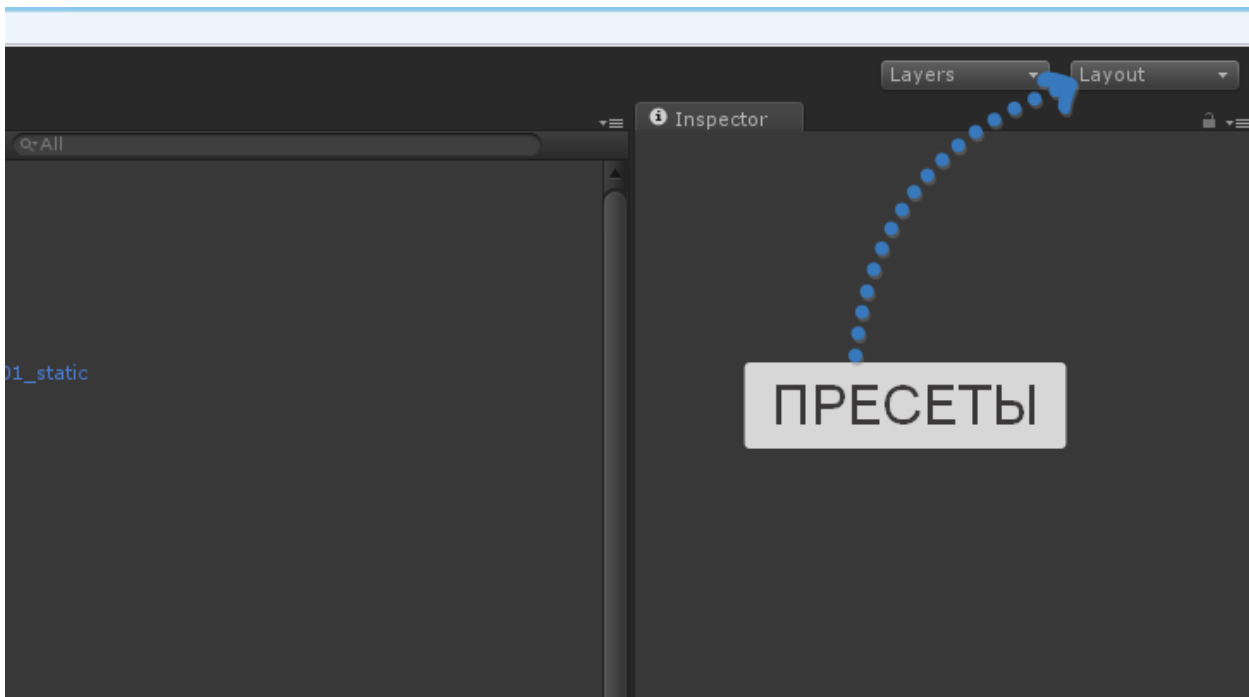 Layers
Layout
Inspector
All
01_static
ПРЕСЕТЫ